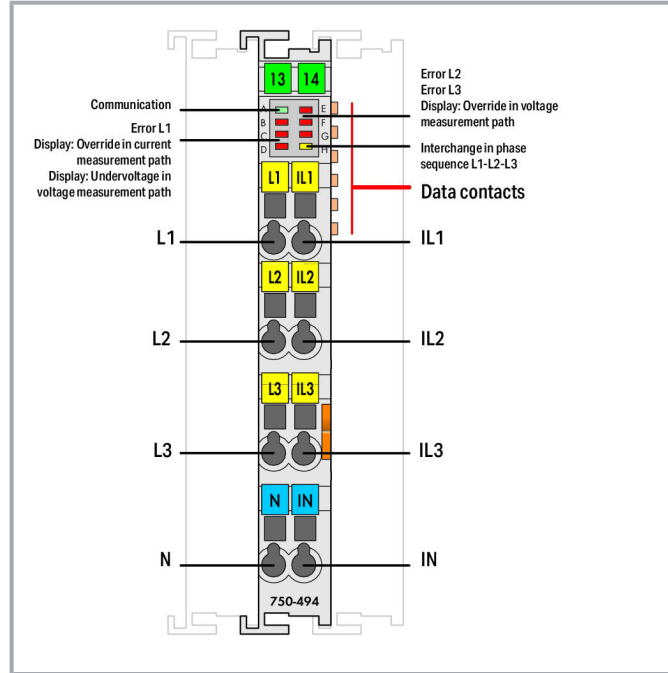 13 14
Communication
Error L1
Display: Override in current
measurement path
Display: Undervoltage in
voltage measurement path
A E
B F
C G
D H
Error L2
Error L3
Display: Override in voltage
measurement path
Interchange in phase
sequence L1-L2-L3
Data contacts
L1 IL1
L1 IL1
L2 IL2
L2 IL2
L3 IL3
L3 IL3
N IN
N IN
750-494